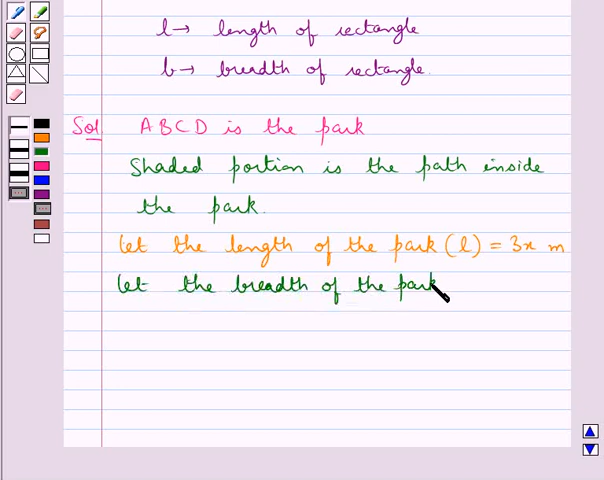 l → length of rectangle
b → breadth of rectangle.
Sol ABCD is the park
Shaded portion is the path inside
the park.
let the length of the park (l) = 3x m
let the breadth of the park